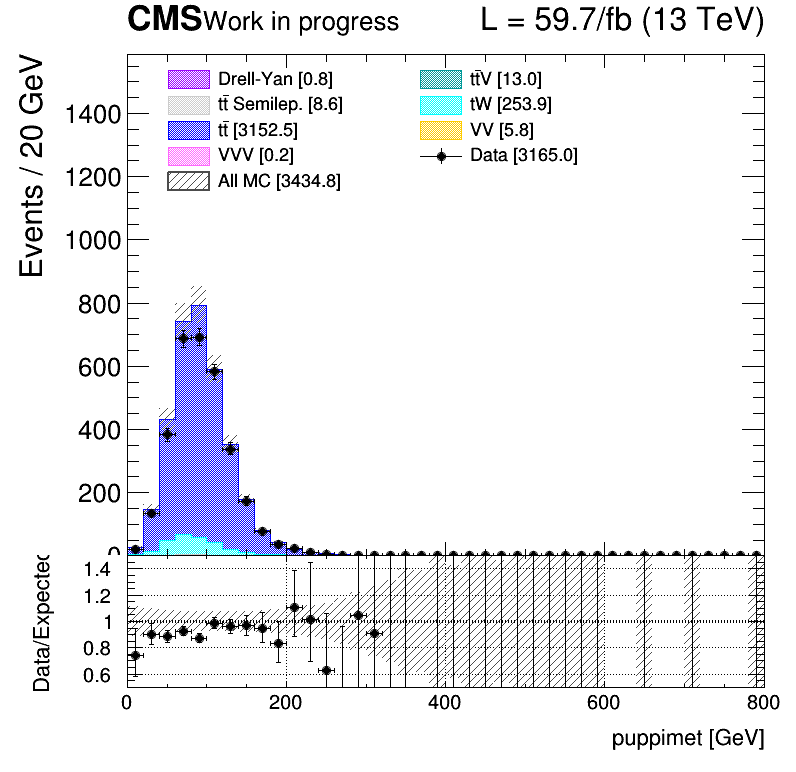 CMS Work in progress L = 59.7/fb (13 TeV)
Events / 20 GeV
Drell-Yan [0.8]
tt̄ Semilep. [8.6]
tt̄ [3152.5]
VVV [0.2]
All MC [3434.8]
tt̄V [13.0]
tW [253.9]
VV [5.8]
Data [3165.0]
1400
1200
1000
800
600
400
200
0
Data/Expected
1.4
1.2
1
0.8
0.6
0 200 400 600 800
puppimet [GeV]